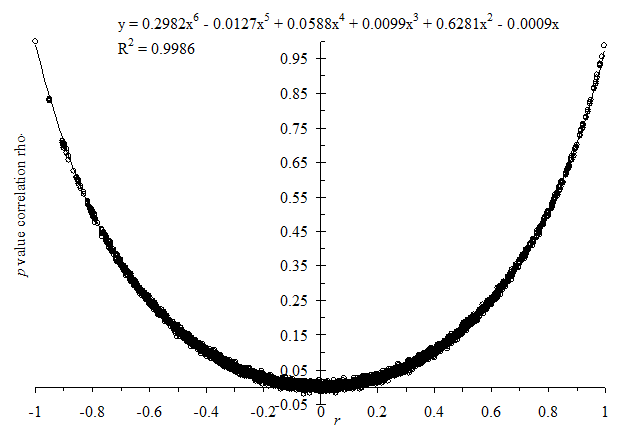 y = 0.2982x⁶ - 0.0127x⁵ + 0.0588x⁴ + 0.0099x³ + 0.6281x² - 0.0009x
R² = 0.9986
0.95
0.85
0.75
0.65
0.55
0.45
0.35
0.25
0.15
0.05
-0.05
p value correlation rho
-1 -0.8 -0.6 -0.4 -0.2 0 0.2 0.4 0.6 0.8 1
r